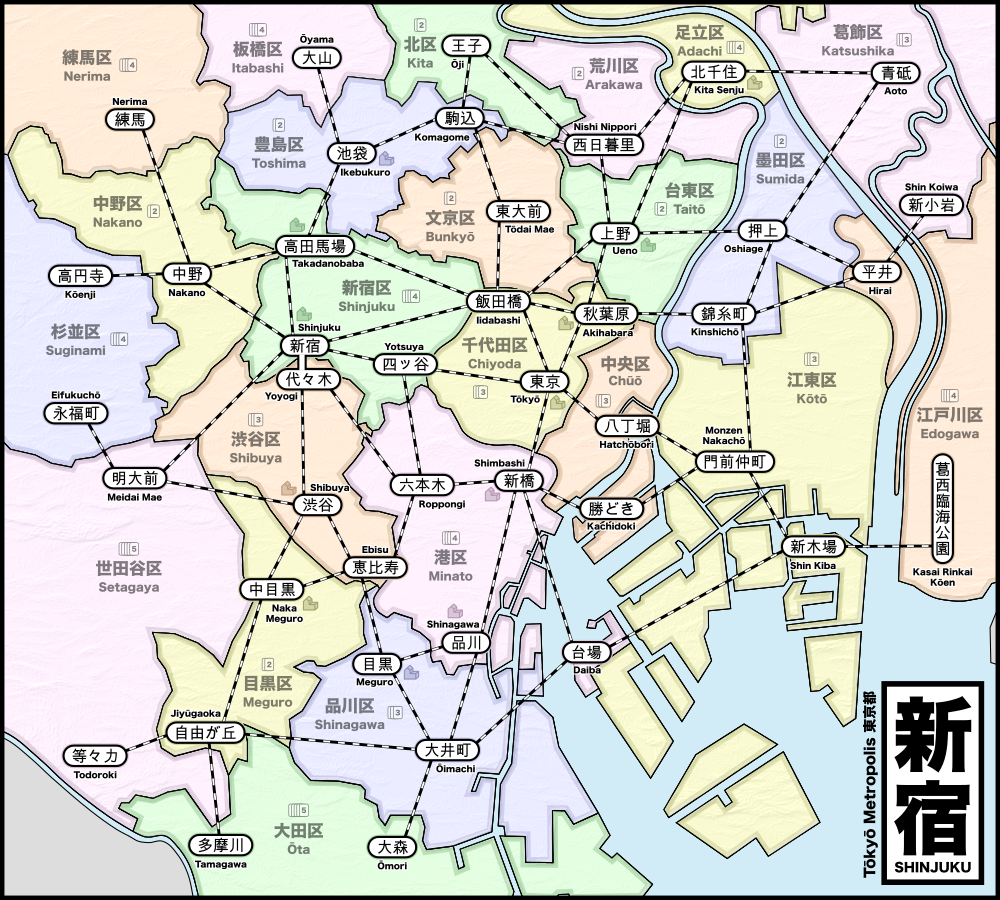 練馬区
Nerima
4
板橋区
Itabashi
4
Ōyama
大山
北区
Kita
2
王子
Ōji
荒川区
Arakawa
2
足立区
Adachi
4
北千住
Kita Senju
葛飾区
Katsushika
3
青砥
Aoto
Nerima
練馬
豊島区
Toshima
2
池袋
Ikebukuro
駒込
Komagome
Nishi Nippori
西日暮里
墨田区
Sumida
2
中野区
Nakano
2
文京区
Bunkyō
2
東大前
Tōdai Mae
台東区
Taitō
2
Shin Koiwa
新小岩
高田馬場
Takadanobaba
上野
Ueno
押上
Oshiage
高円寺
Kōenji
中野
Nakano
平井
Hirai
新宿区
Shinjuku
4
飯田橋
Iidabashi
秋葉原
Akihabara
錦糸町
Kinshichō
杉並区
Suginami
4
Shinjuku
新宿
Yotsuya
四ッ谷
千代田区
Chiyoda
3
中央区
Chūō
3
江東区
Kōtō
3
代々木
Yoyogi
東京
Tōkyō
Eifukuchō
永福町
渋谷区
Shibuya
3
八丁堀
Hatchōbori
江戸川区
Edogawa
4
Monzen
Nakachō
門前仲町
明大前
Meidai Mae
六本木
Roppongi
Shimbashi
新橋
Shibuya
渋谷
勝どき
Kachidoki
葛西臨海公園
Kasai Rinkai
Kōen
世田谷区
Setagaya
5
港区
Minato
4
Ebisu
恵比寿
新木場
Shin Kiba
中目黒
Naka
Meguro
Shinagawa
品川
台場
Daiba
目黒
Meguro
目黒区
Meguro
2
品川区
Shinagawa
3
Jiyūgaoka
自由が丘
等々力
Todoroki
大井町
Ōimachi
大田区
Ōta
5
多摩川
Tamagawa
大森
Ōmori
Tōkyō Metropolis 東京都
新宿
SHINJUKU